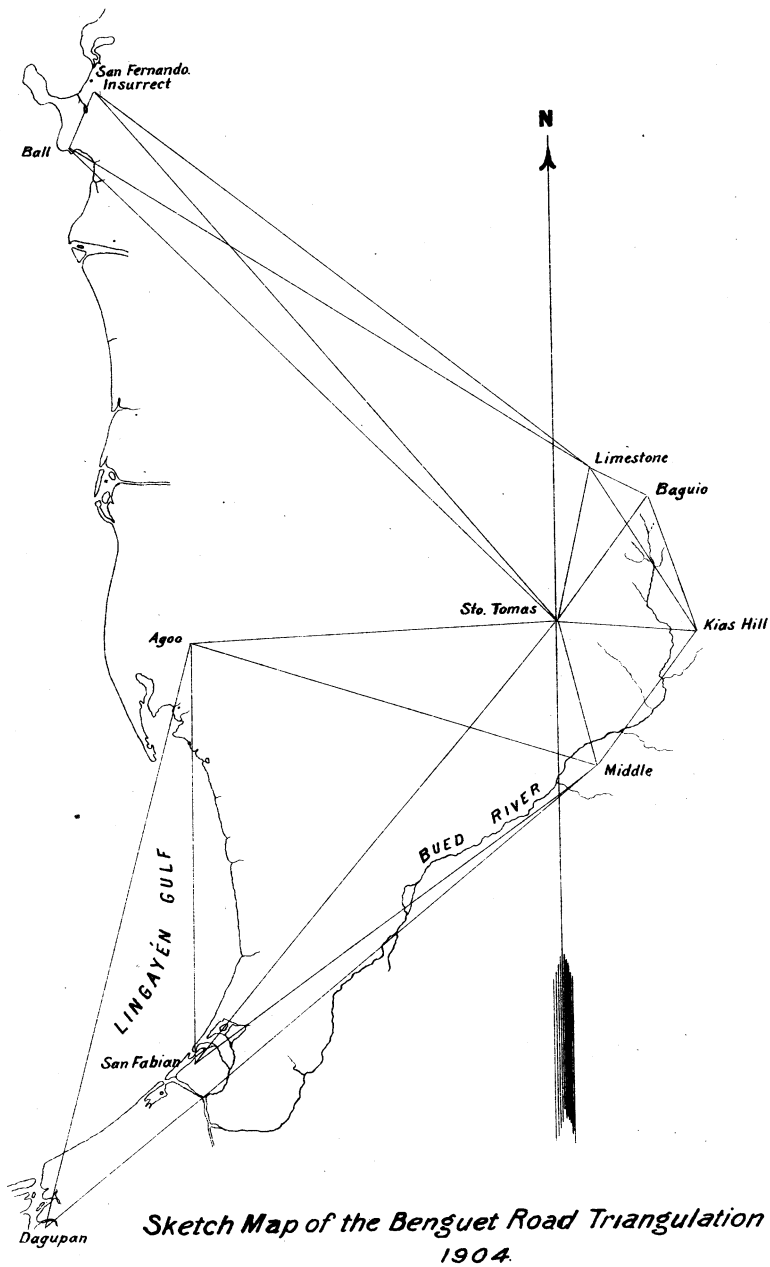 San Fernando.
Insurrect
N
Ball
Limestone
Baguio
Sto. Tomas
Kias Hill
Agoo
Middle
BUED RIVER
LINGAYÉN GULF
San Fabian
Dagupan
Sketch Map of the Benguet Road Triangulation
1904.